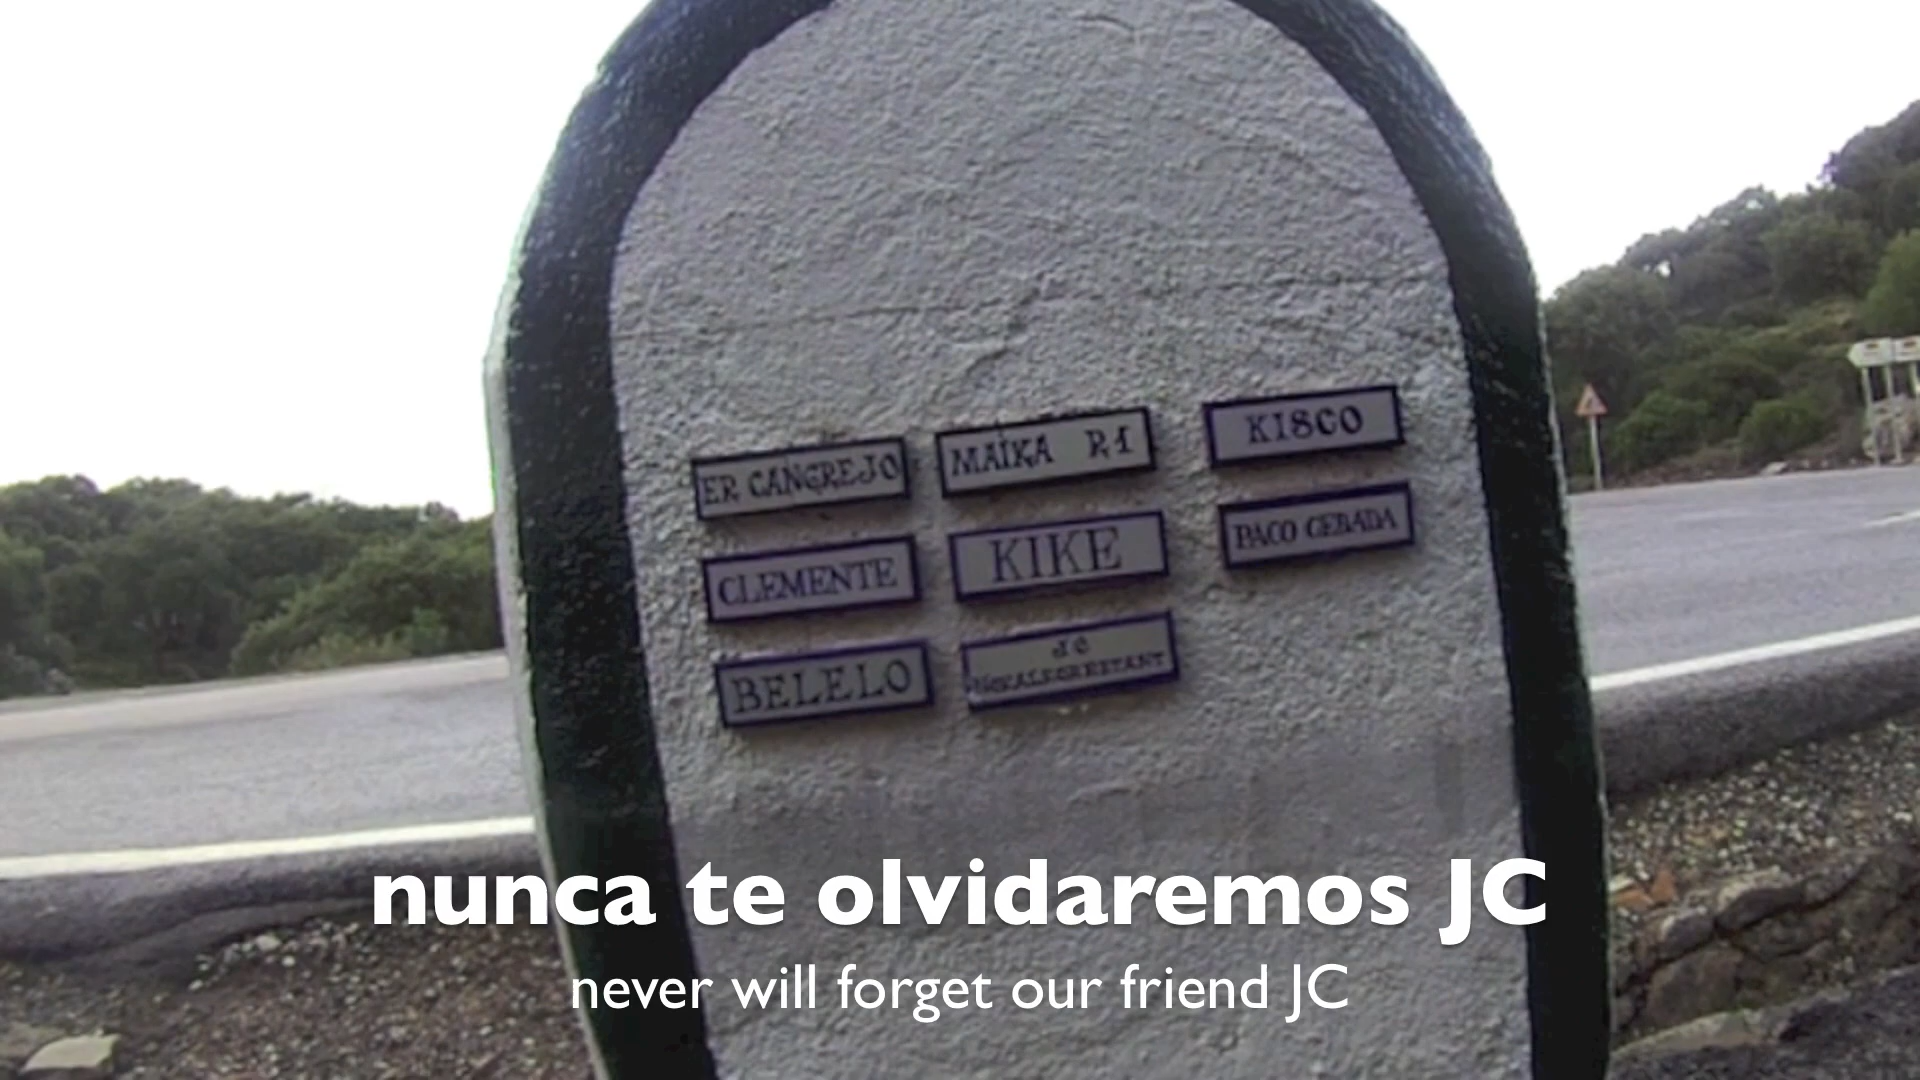 ER CANGREJO
MAÏKA R1
KISCO
CLEMENTE
KIKE
PACO CEBADA
BELELO
JC
nunca te olvidaremos JC
never will forget our friend JC